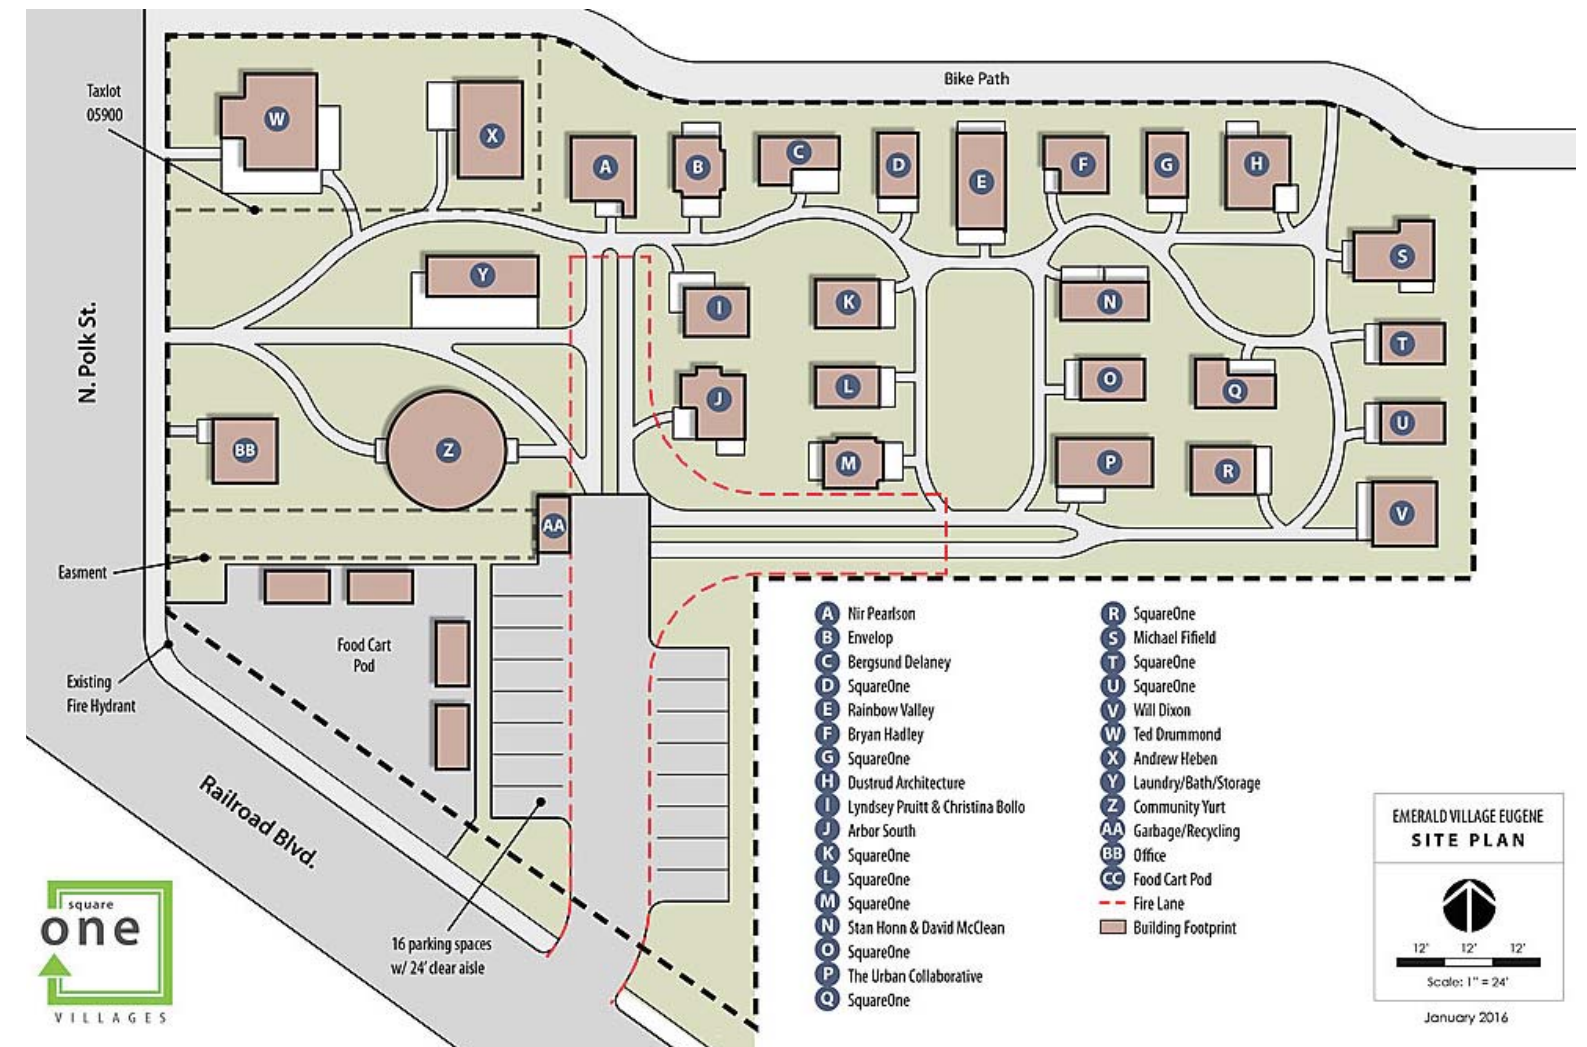 Bike Path
Taxlot
05900
W
X
A
B
C
D
E
F
G
H
S
Y
I
K
N
T
J
L
O
Q
U
BB
Z
M
P
R
V
AA
N. Polk St.
Easment
Food Cart
Pod
Existing
Fire Hydrant
Railroad Blvd.
16 parking spaces
w/ 24' clear aisle
square
one
VILLAGES
A Nir Pearlson
B Envelop
C Bergsund Delaney
D SquareOne
E Rainbow Valley
F Bryan Hadley
G SquareOne
H Dustrud Architecture
I Lyndsey Pruitt & Christina Bollo
J Arbor South
K SquareOne
L SquareOne
M SquareOne
N Stan Honn & David McClean
O SquareOne
P The Urban Collaborative
Q SquareOne
R SquareOne
S Michael Fifield
T SquareOne
U SquareOne
V Will Dixon
W Ted Drummond
X Andrew Heben
Y Laundry/Bath/Storage
Z Community Yurt
AA Garbage/Recycling
BB Office
CC Food Cart Pod
Fire Lane
Building Footprint
EMERALD VILLAGE EUGENE
SITE PLAN
12' 12' 12'
Scale: 1" = 24'
January 2016